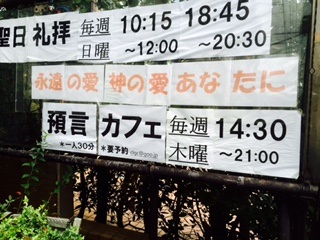 聖日 礼拝 毎週 10:15 18:45
日曜 ～12:00 ～20:30
永遠の愛 神の愛 あなただに
預言 カフェ 毎週 14:30
＊一人30分 ＊要予約 木曜 ～21:00